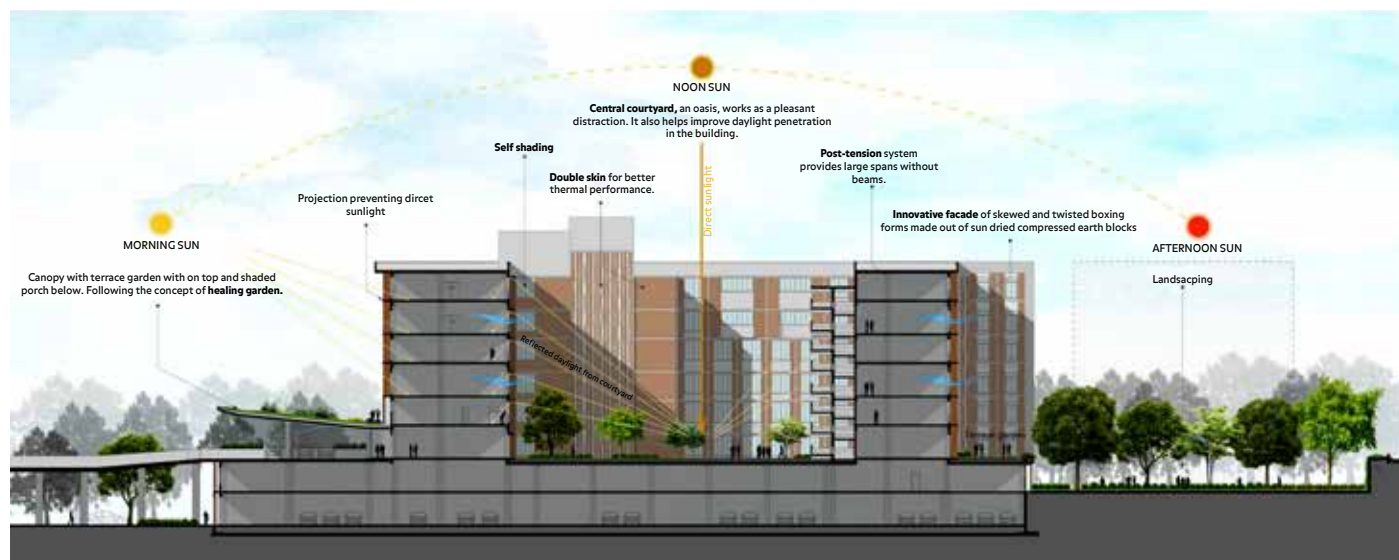 NOON SUN
Central courtyard, an oasis, works as a pleasant
distraction. It also helps improve daylight penetration
in the building.
Self shading
Double skin for better
thermal performance.
Direct sunlight
Post-tension system
provides large spans without
beams.
Projection preventing dircet
sunlight
Innovative facade of skewed and twisted boxing
forms made out of sun dried compressed earth blocks
MORNING SUN
AFTERNOON SUN
Canopy with terrace garden with on top and shaded
porch below. Following the concept of healing garden.
Landsacping
Reflected daylight from courtyard